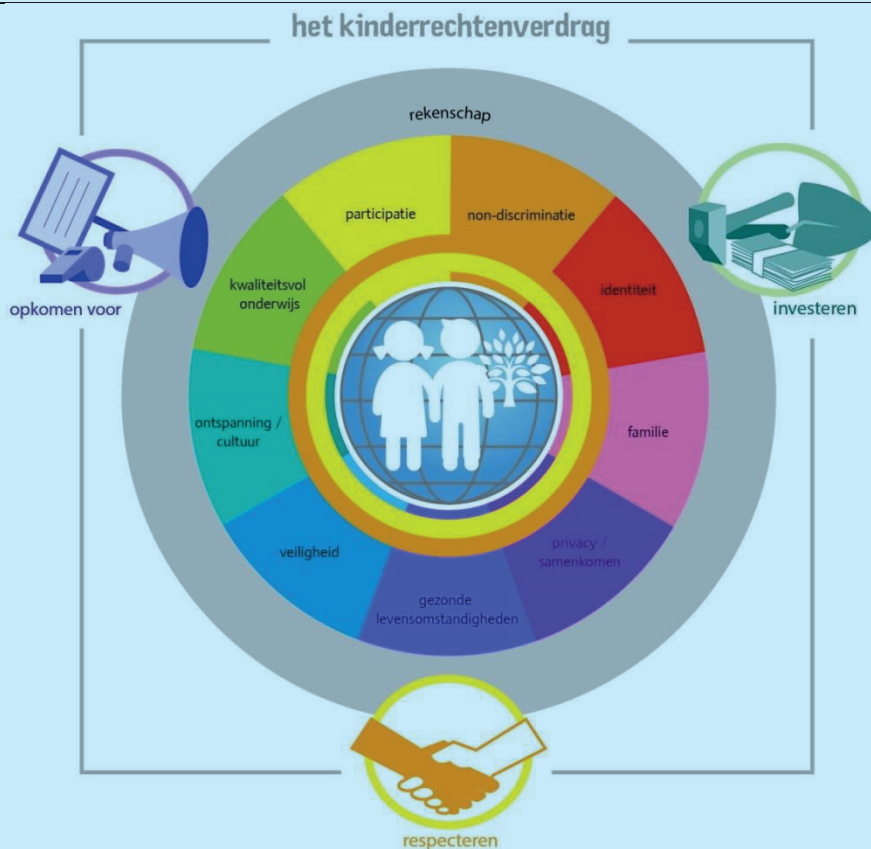 het kinderrechtenverdrag
rekenschap
participatie
non-discriminatie
kwaliteitsvol
onderwijs
identiteit
opkomen voor
investeren
ontspanning /
cultuur
familie
veiligheid
privacy /
samenkomen
gezonde
levensomstandigheden
respecteren